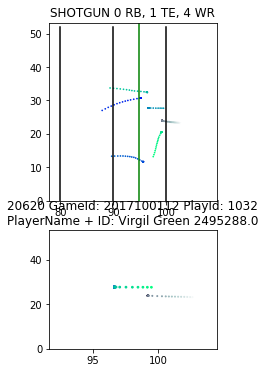 SHOTGUN 0 RB, 1 TE, 4 WR
50
40
30
20
10
0
80 90 100
20620 GameId: 2017100112 PlayId: 1032
PlayerName + ID: Virgil Green 2495288.0
40
20
0
95 100